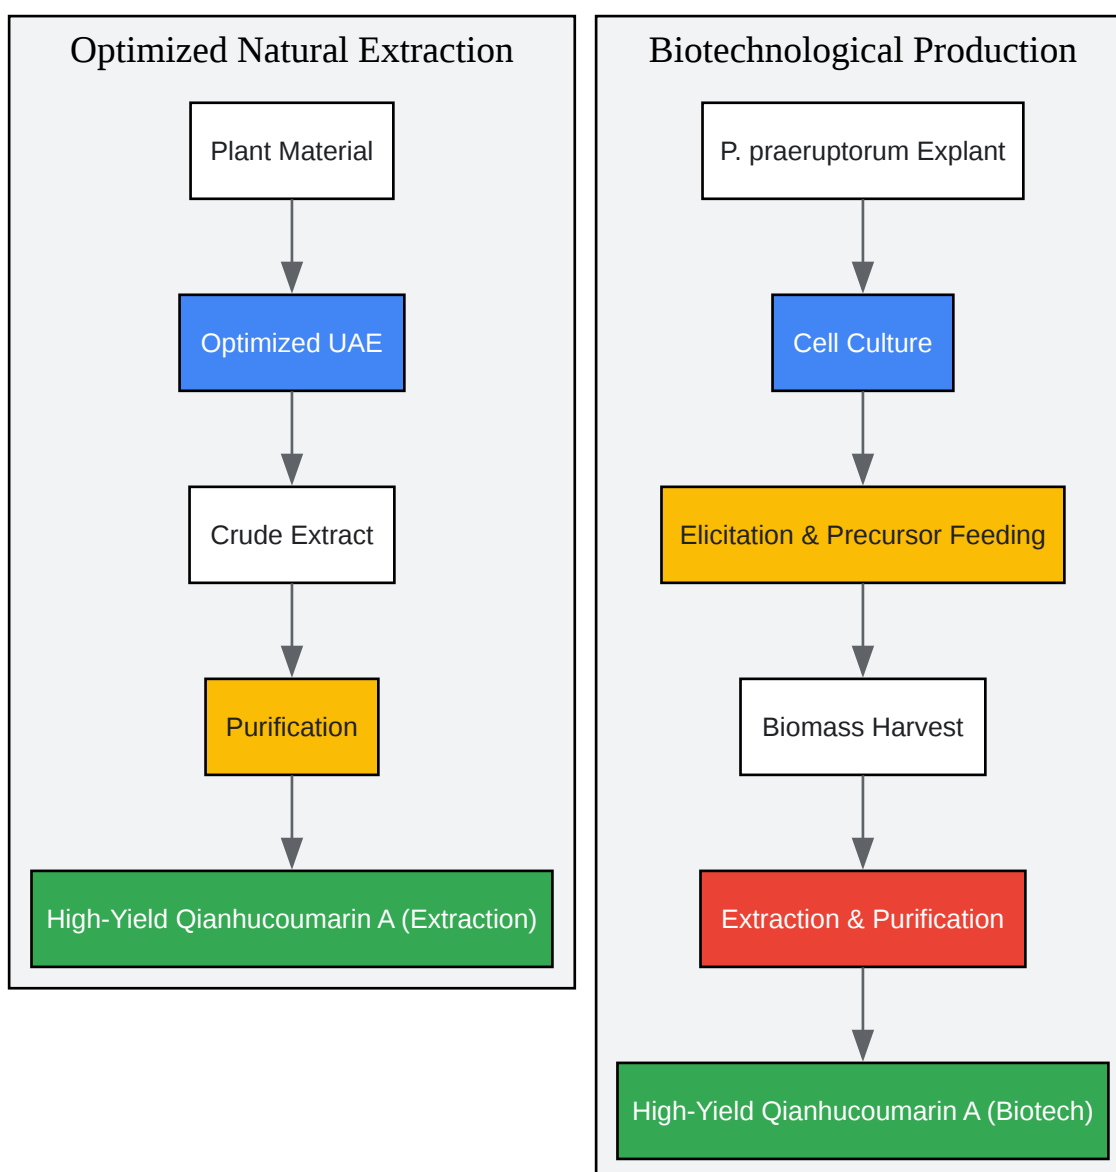 Optimized Natural Extraction
Plant Material
Optimized UAE
Crude Extract
Purification
High-Yield Qianhucoumarin A (Extraction)
Biotechnological Production
P. praeruptorum Explant
Cell Culture
Elicitation & Precursor Feeding
Biomass Harvest
Extraction & Purification
High-Yield Qianhucoumarin A (Biotech)